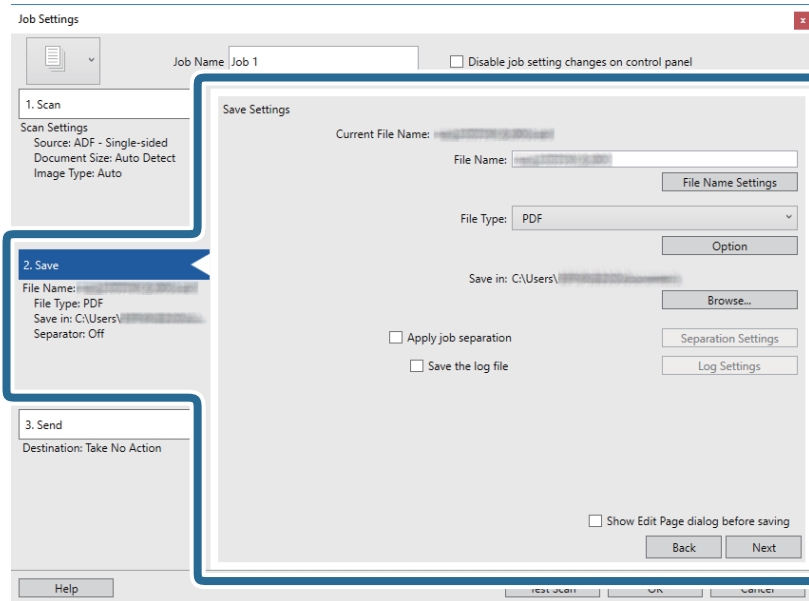 Job Settings
x
Job Name Job 1
Disable job setting changes on control panel
1. Scan
Scan Settings
Source: ADF - Single-sided
Document Size: Auto Detect
Image Type: Auto
2. Save
File Name:
File Type: PDF
Save in: C:\Users\
Separator: Off
3. Send
Destination: Take No Action
Save Settings
Current File Name:
File Name:
File Name Settings
File Type: PDF
Option
Save in: C:\Users\
Browse...
Apply job separation
Separation Settings
Save the log file
Log Settings
Show Edit Page dialog before saving
Back
Next
Help
Test Scan
OK
Cancel